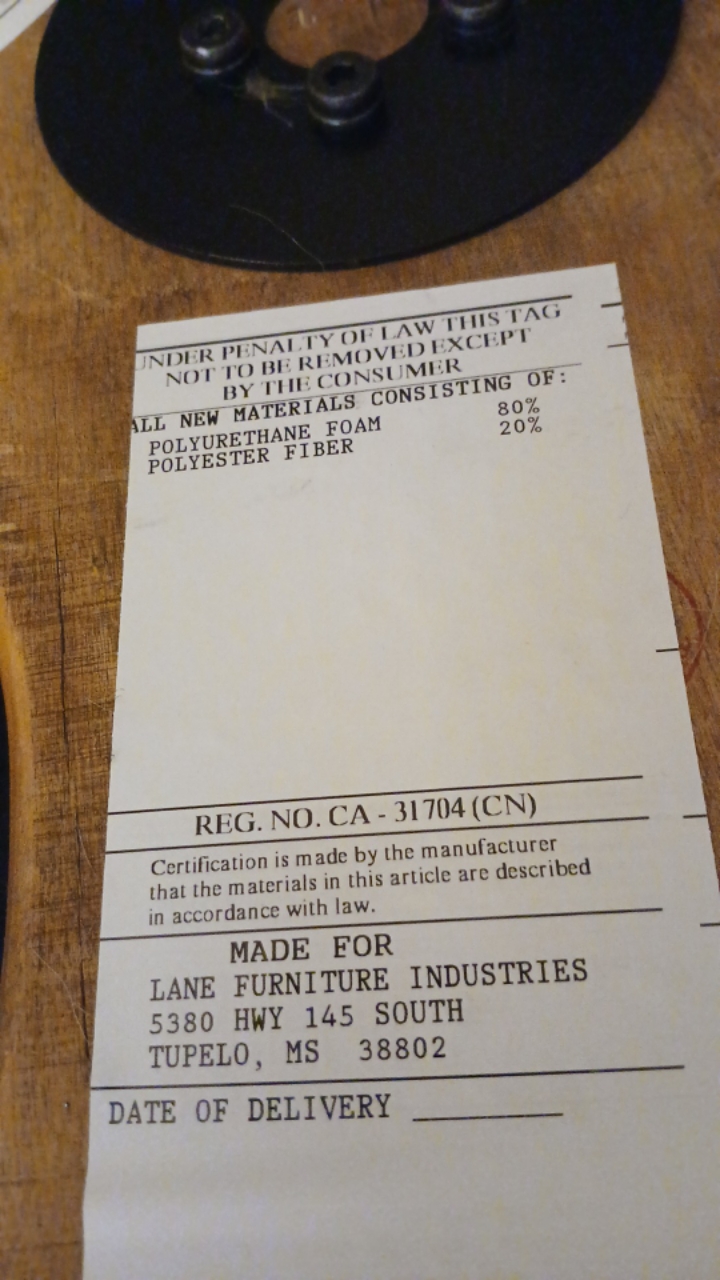 UNDER PENALTY OF LAW THIS TAG
NOT TO BE REMOVED EXCEPT
BY THE CONSUMER
ALL NEW MATERIALS CONSISTING OF:
POLYURETHANE FOAM 80%
POLYESTER FIBER 20%
REG. NO. CA - 31704 (CN)
Certification is made by the manufacturer
that the materials in this article are described
in accordance with law.
MADE FOR
LANE FURNITURE INDUSTRIES
5380 HWY 145 SOUTH
TUPELO, MS 38802
DATE OF DELIVERY ___________